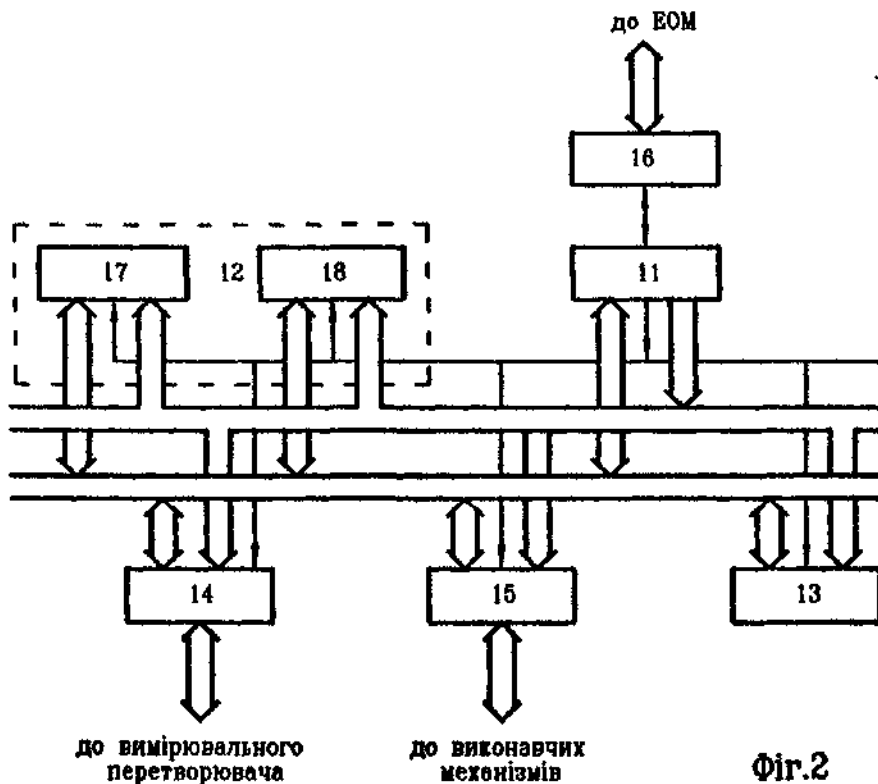 до ЕОМ
16
17
12
18
11
14
15
13
до вимірювального
перетворювача
до виконавчих
механізмів
Фіг.2